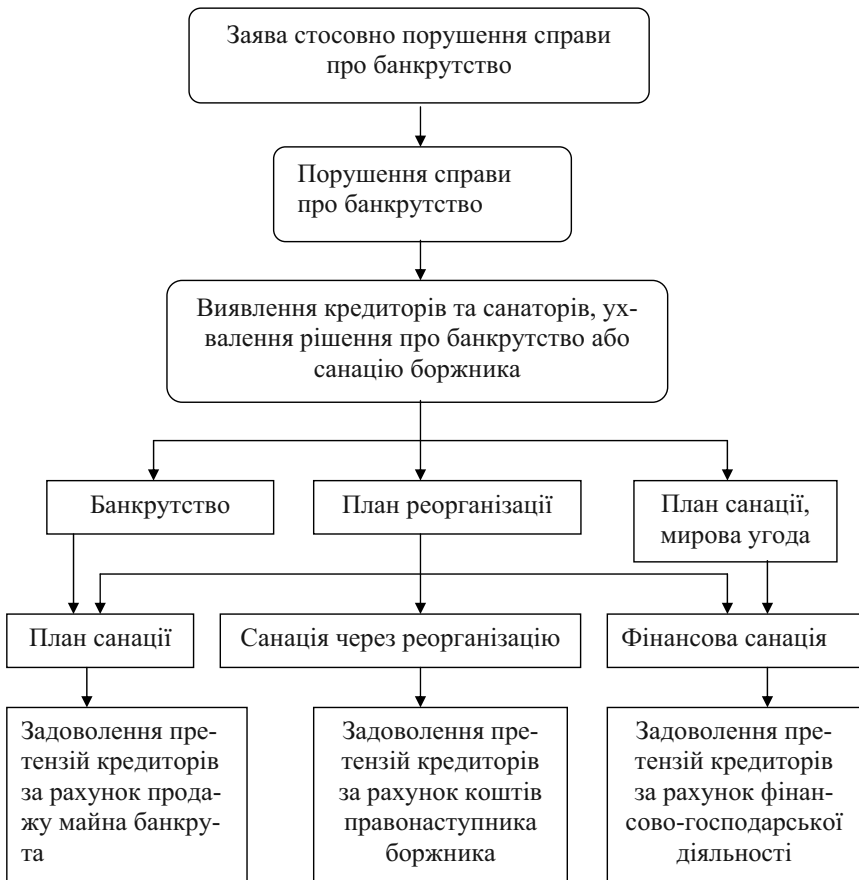 Заява стосовно порушення справи
про банкрутство
Порушення справи
про банкрутство
Виявлення кредиторів та санаторів, ух-
валення рішення про банкрутство або
санацію боржника
Банкрутство
План реорганізації
План санації,
мирова угода
План санації
Санація через реорганізацію
Фінансова санація
Задоволення пре-
тензій кредиторів
за рахунок прода-
жу майна банкру-
та
Задоволення пре-
тензій кредиторів
за рахунок коштів
правонаступника
боржника
Задоволення пре-
тензій кредиторів
за рахунок фінан-
сово-господарської
діяльності